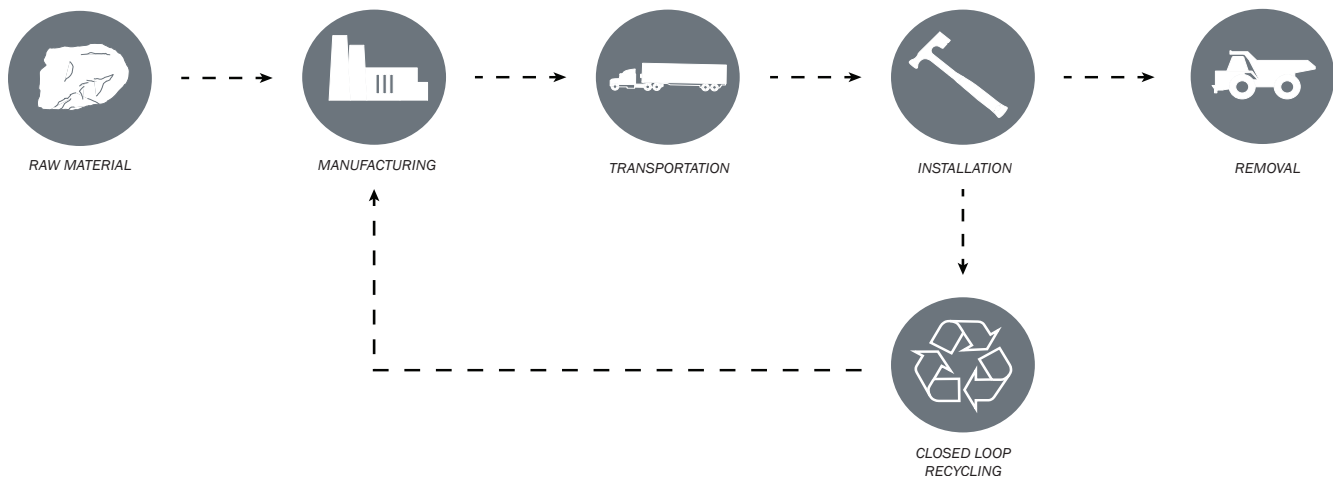 RAW MATERIAL
MANUFACTURING
TRANSPORTATION
INSTALLATION
REMOVAL
CLOSED LOOP
RECYCLING